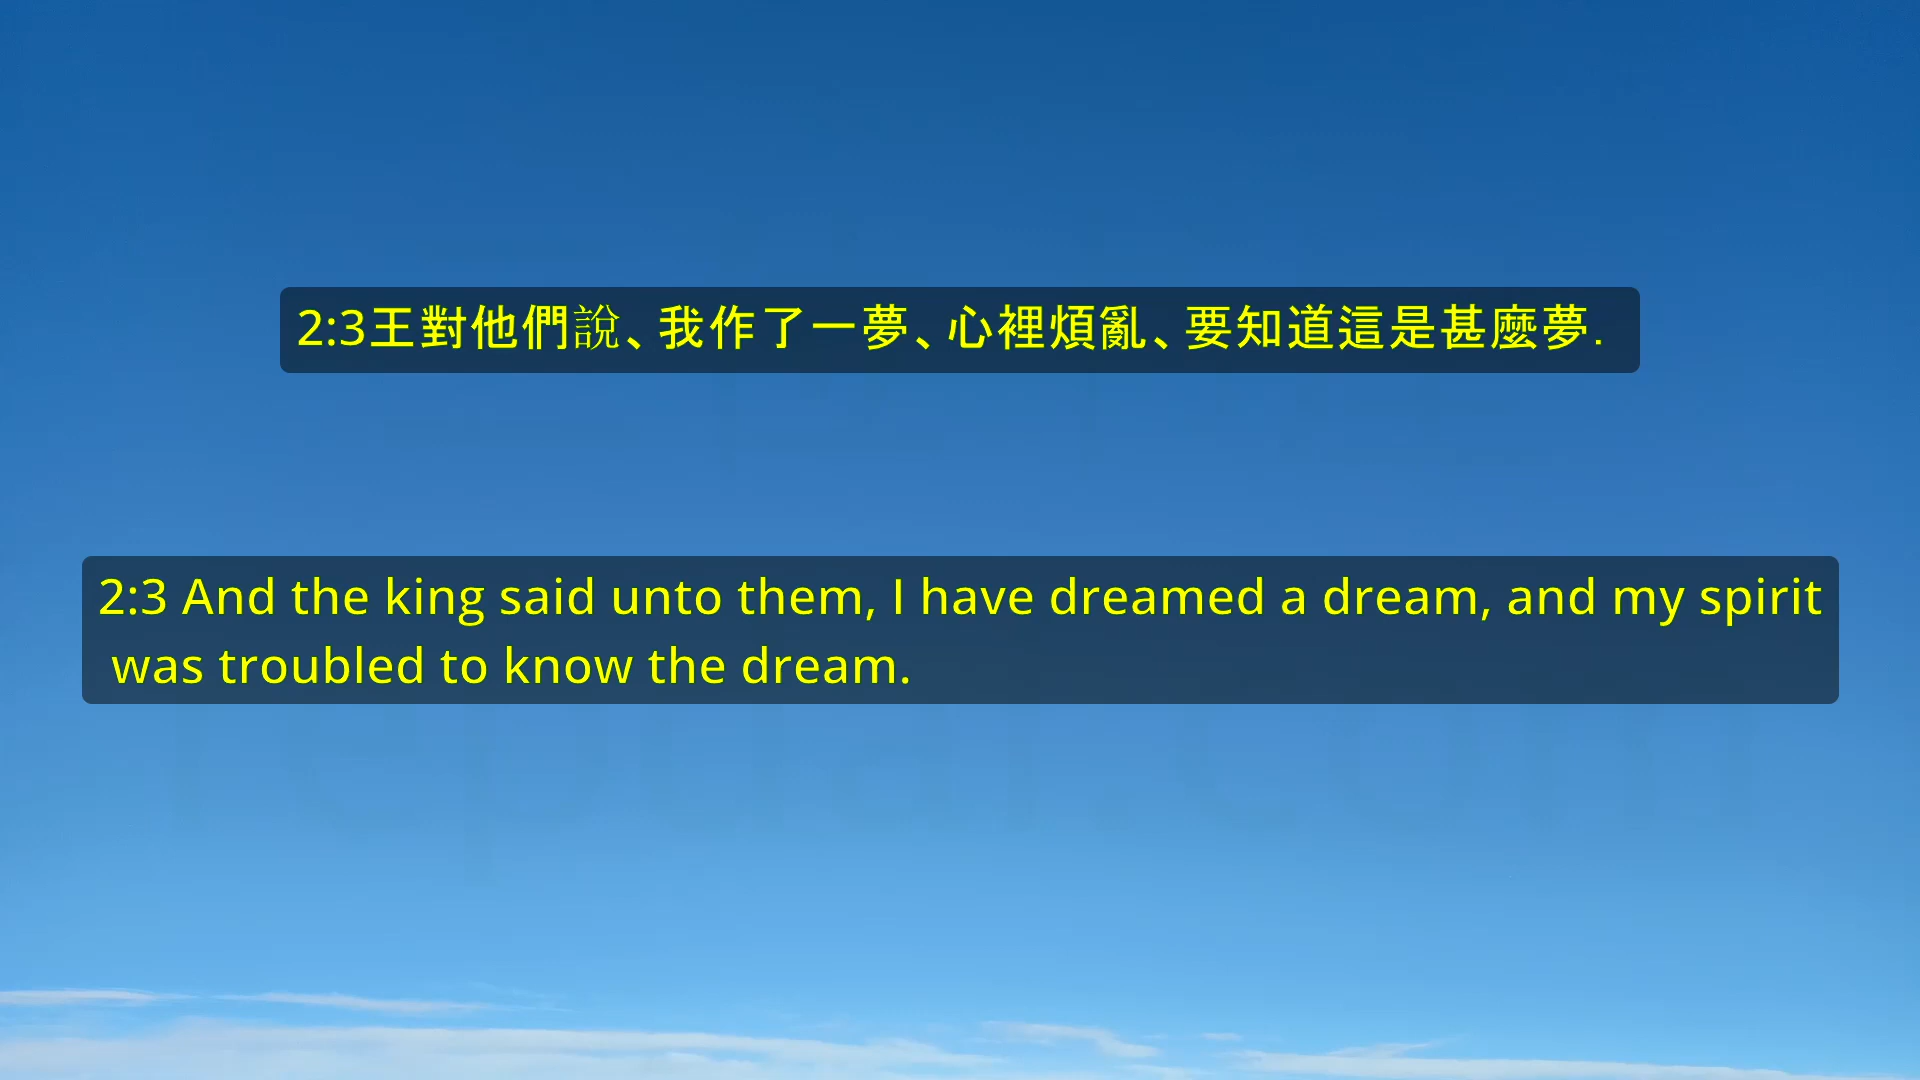 2:3王對他們說、我作了一夢、心裡煩亂、要知道這是甚麼夢.
2:3 And the king said unto them, I have dreamed a dream, and my spirit
was troubled to know the dream.